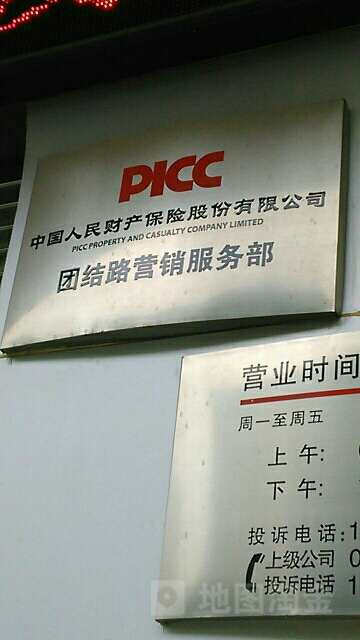 PICC
中国人民财产保险股份有限公司
PICC PROPERTY AND CASUALTY COMPANY LIMITED
团结路营销服务部
营业时间
周一至周五
上午:
下午:
投诉电话:1
上级公司 0
投诉电话 1
地图淘金